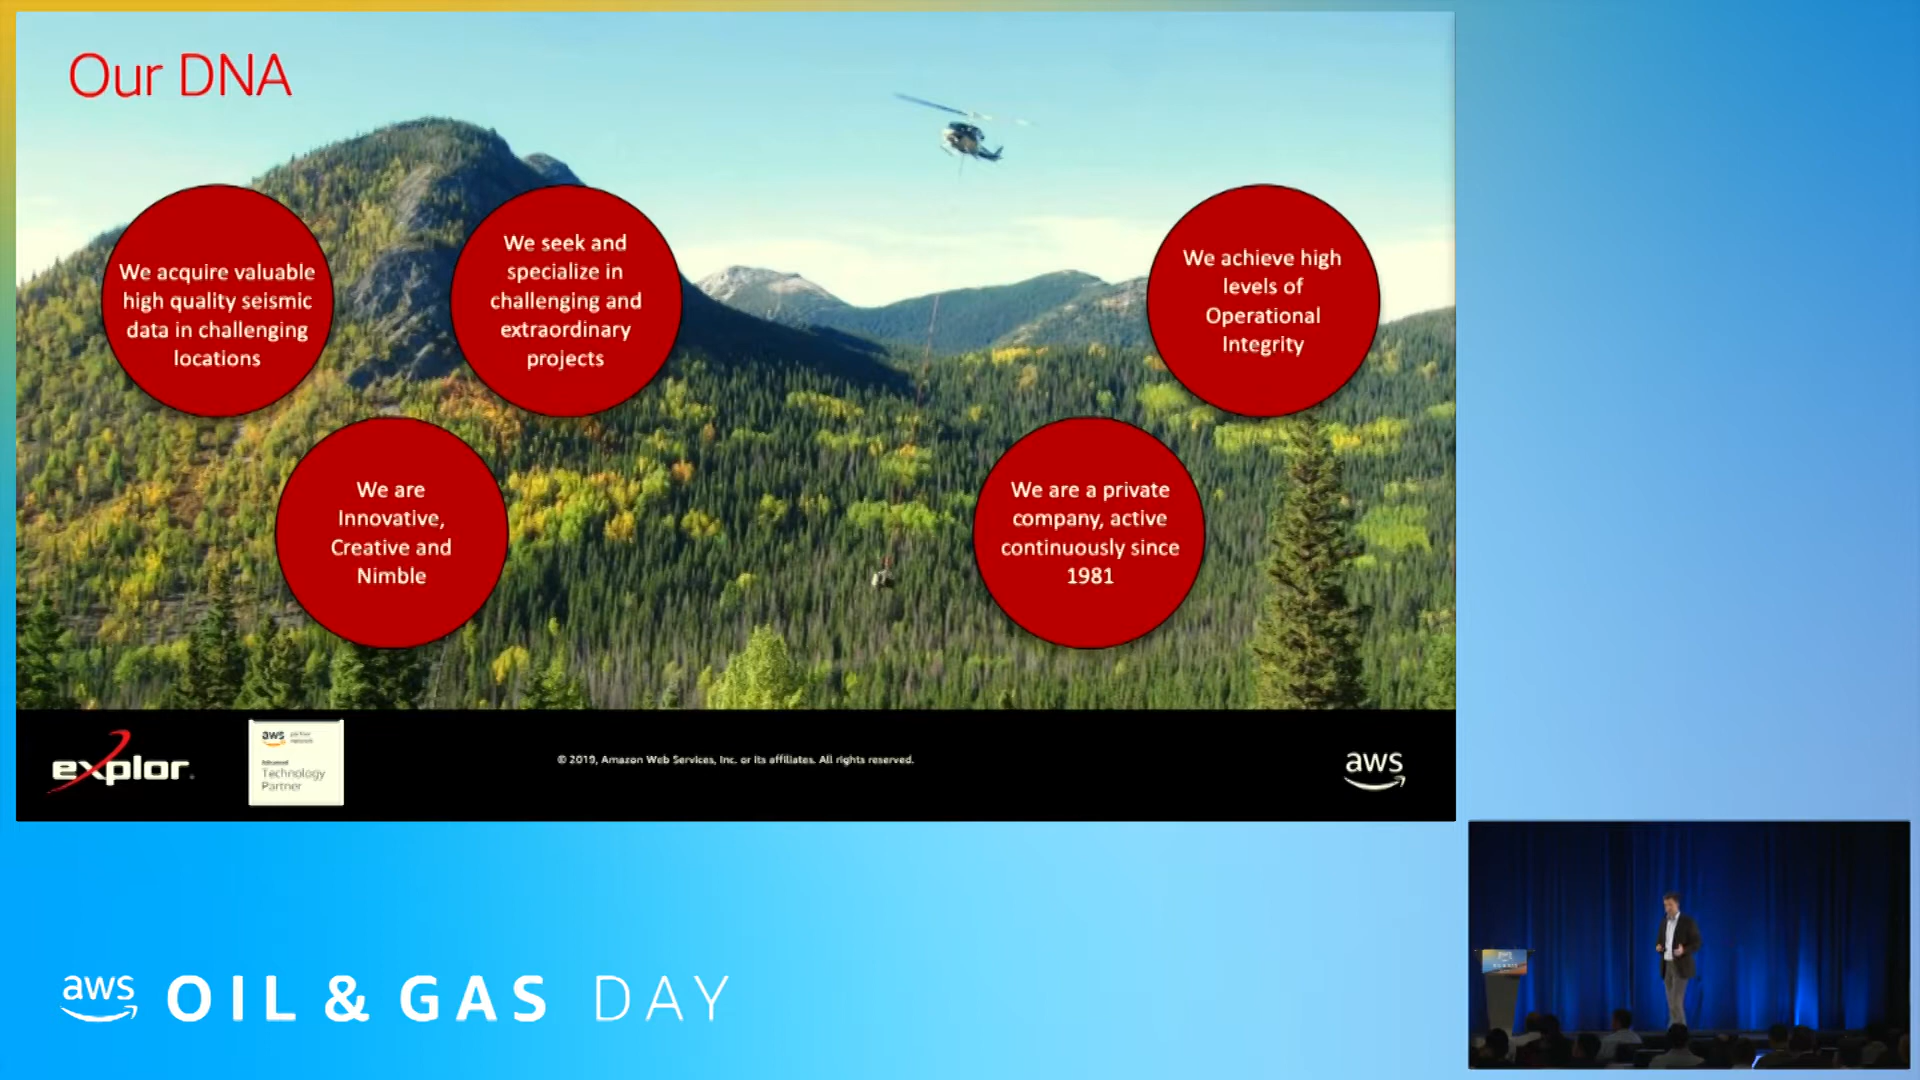 Our DNA
We acquire valuable
high quality seismic
data in challenging
locations
We seek and
specialize in
challenging and
extraordinary
projects
We achieve high
levels of
Operational
Integrity
We are
Innovative,
Creative and
Nimble
We are a private
company, active
continuously since
1981
explor
aws
Advanced
Technology
Partner
© 2019, Amazon Web Services, Inc. or its affiliates. All rights reserved.
aws
aws OIL & GAS DAY